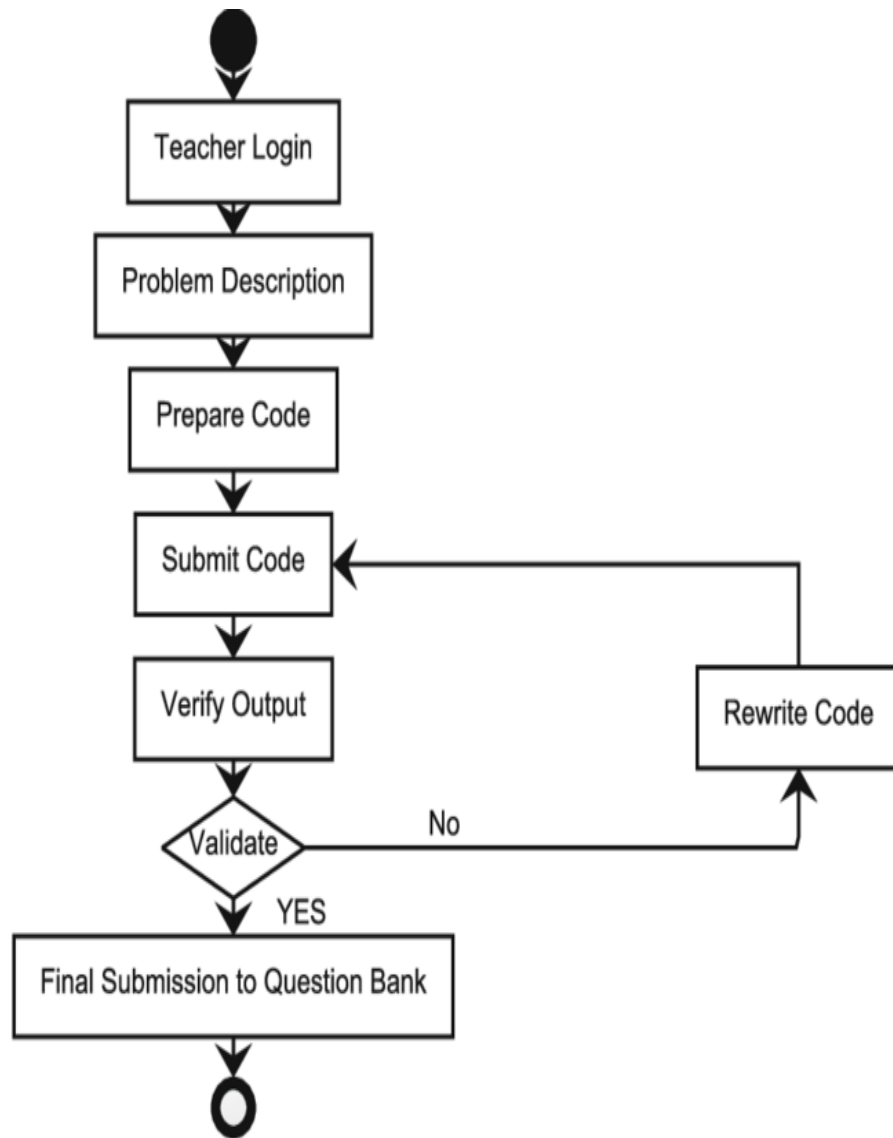 Teacher Login
Problem Description
Prepare Code
Submit Code
Verify Output
Rewrite Code
Validate
No
YES
Final Submission to Question Bank